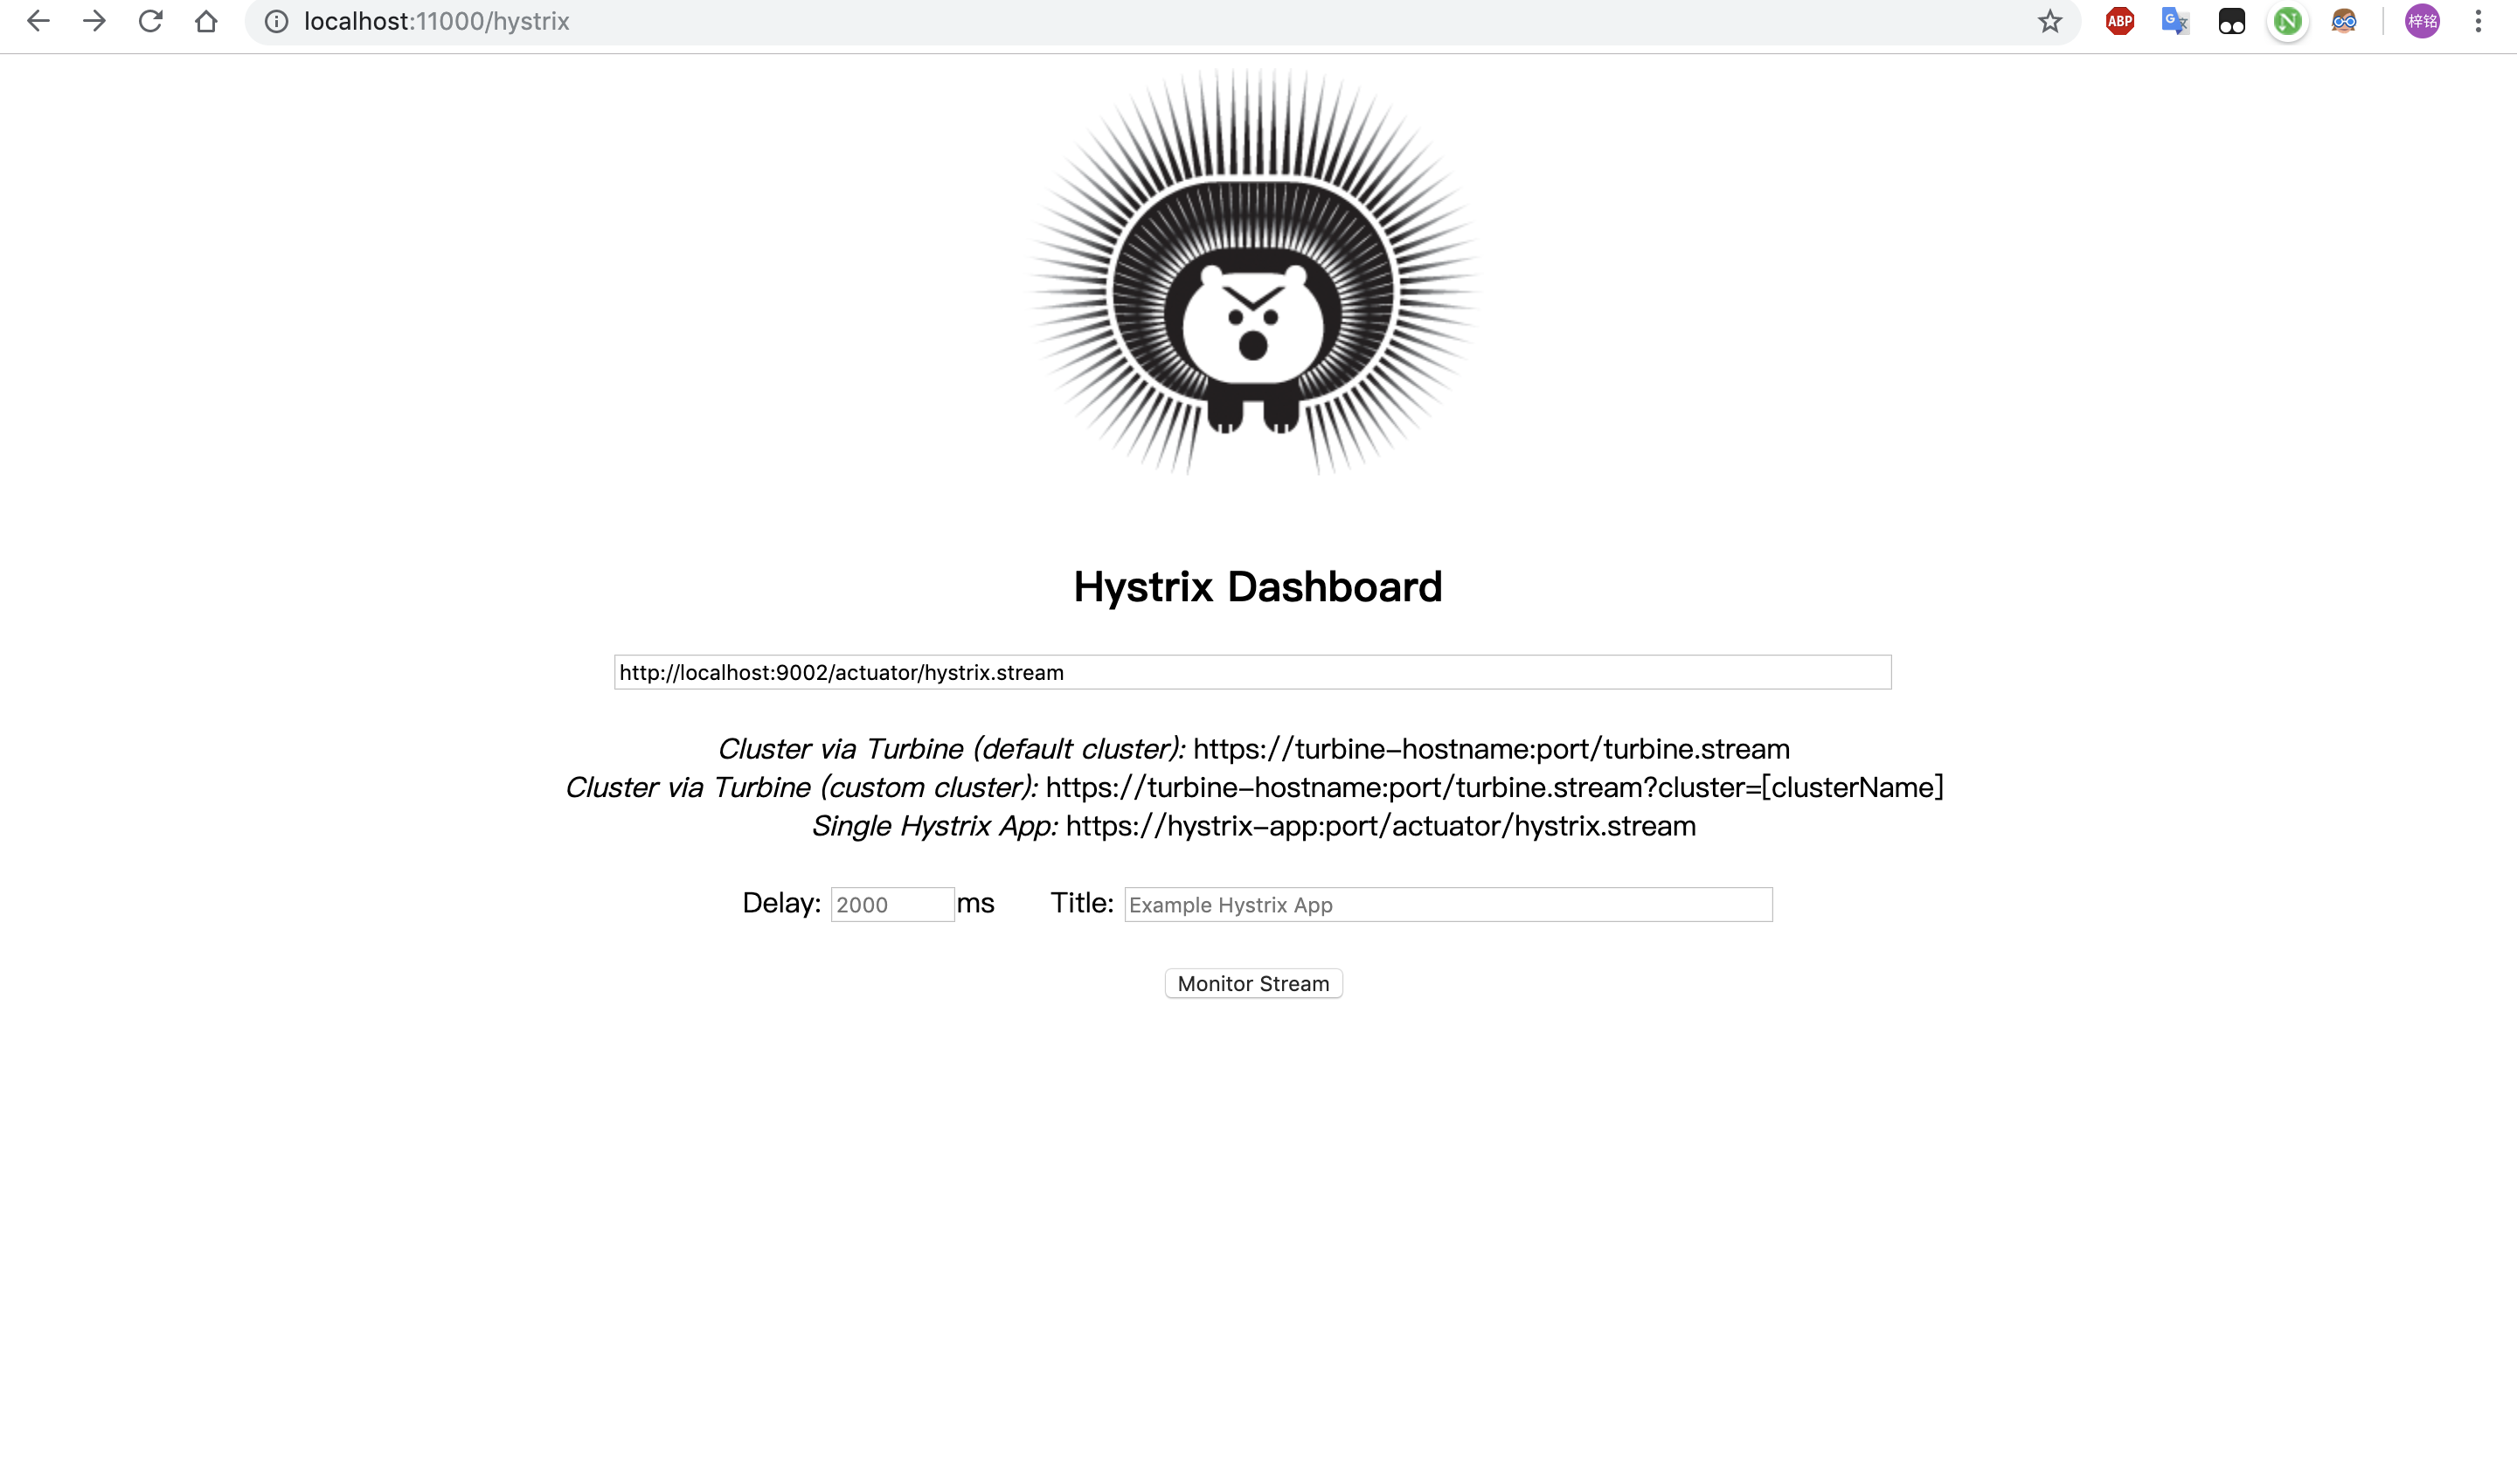 localhost:11000/hystrix
ABP
G 文
N
梓铭
Hystrix Dashboard
http://localhost:9002/actuator/hystrix.stream
Cluster via Turbine (default cluster): https://turbine-hostname:port/turbine.stream
Cluster via Turbine (custom cluster): https://turbine-hostname:port/turbine.stream?cluster=[clusterName]
Single Hystrix App: https://hystrix-app:port/actuator/hystrix.stream
Delay: 2000 ms Title: Example Hystrix App
Monitor Stream